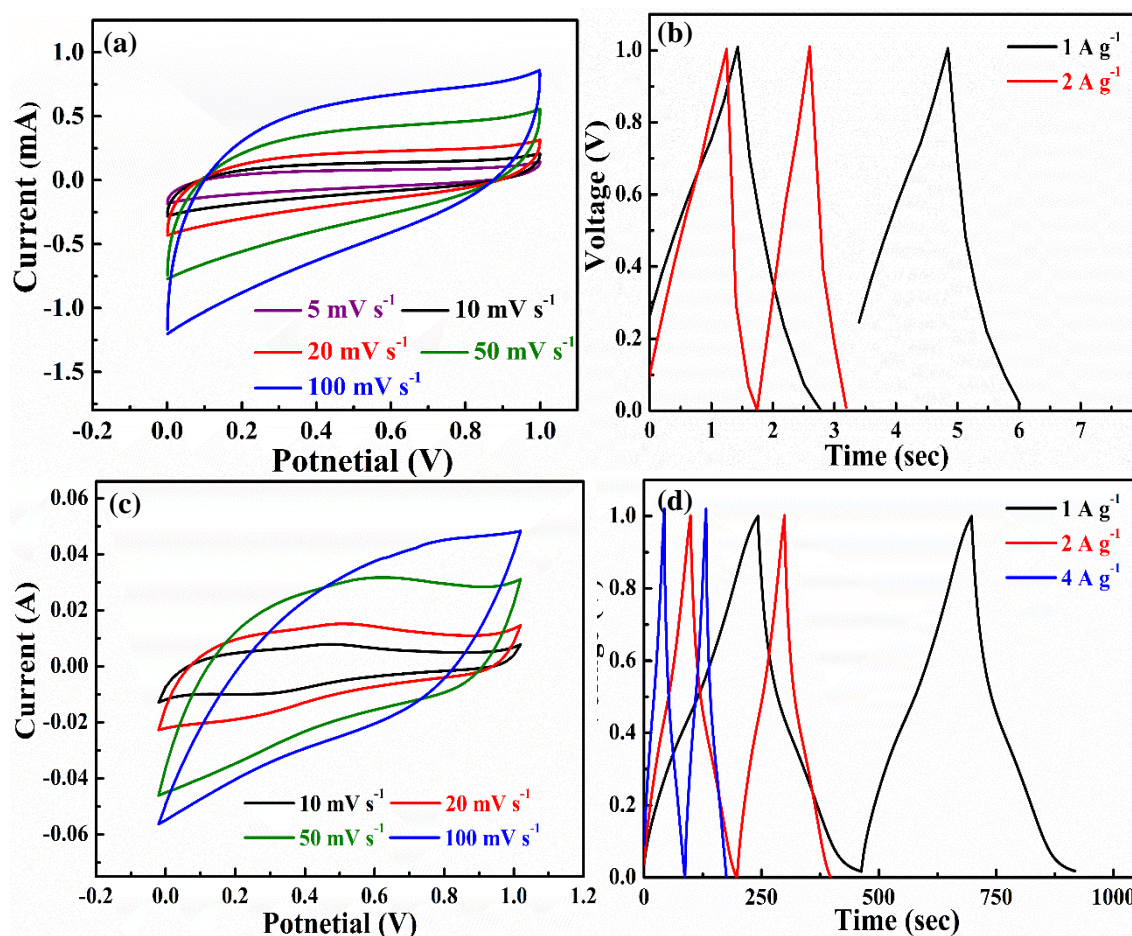 (a)
Current (mA)
1.0
0.5
0.0
-0.5
-1.0
-1.5
5 mV s⁻¹
10 mV s⁻¹
20 mV s⁻¹
50 mV s⁻¹
100 mV s⁻¹
-0.2 0.0 0.2 0.4 0.6 0.8 1.0
Potnetial (V)
(b)
Voltage (V)
1.0
0.8
0.6
0.4
0.2
0.0
1 A g⁻¹
2 A g⁻¹
0 1 2 3 4 5 6 7
Time (sec)
(c)
Current (A)
0.06
0.04
0.02
0.00
-0.02
-0.04
-0.06
10 mV s⁻¹
20 mV s⁻¹
50 mV s⁻¹
100 mV s⁻¹
-0.2 0.0 0.2 0.4 0.6 0.8 1.0 1.2
Potnetial (V)
(d)
1.0
0.8
0.6
0.4
0.2
0.0
1 A g⁻¹
2 A g⁻¹
4 A g⁻¹
0 250 500 750 1000
Time (sec)